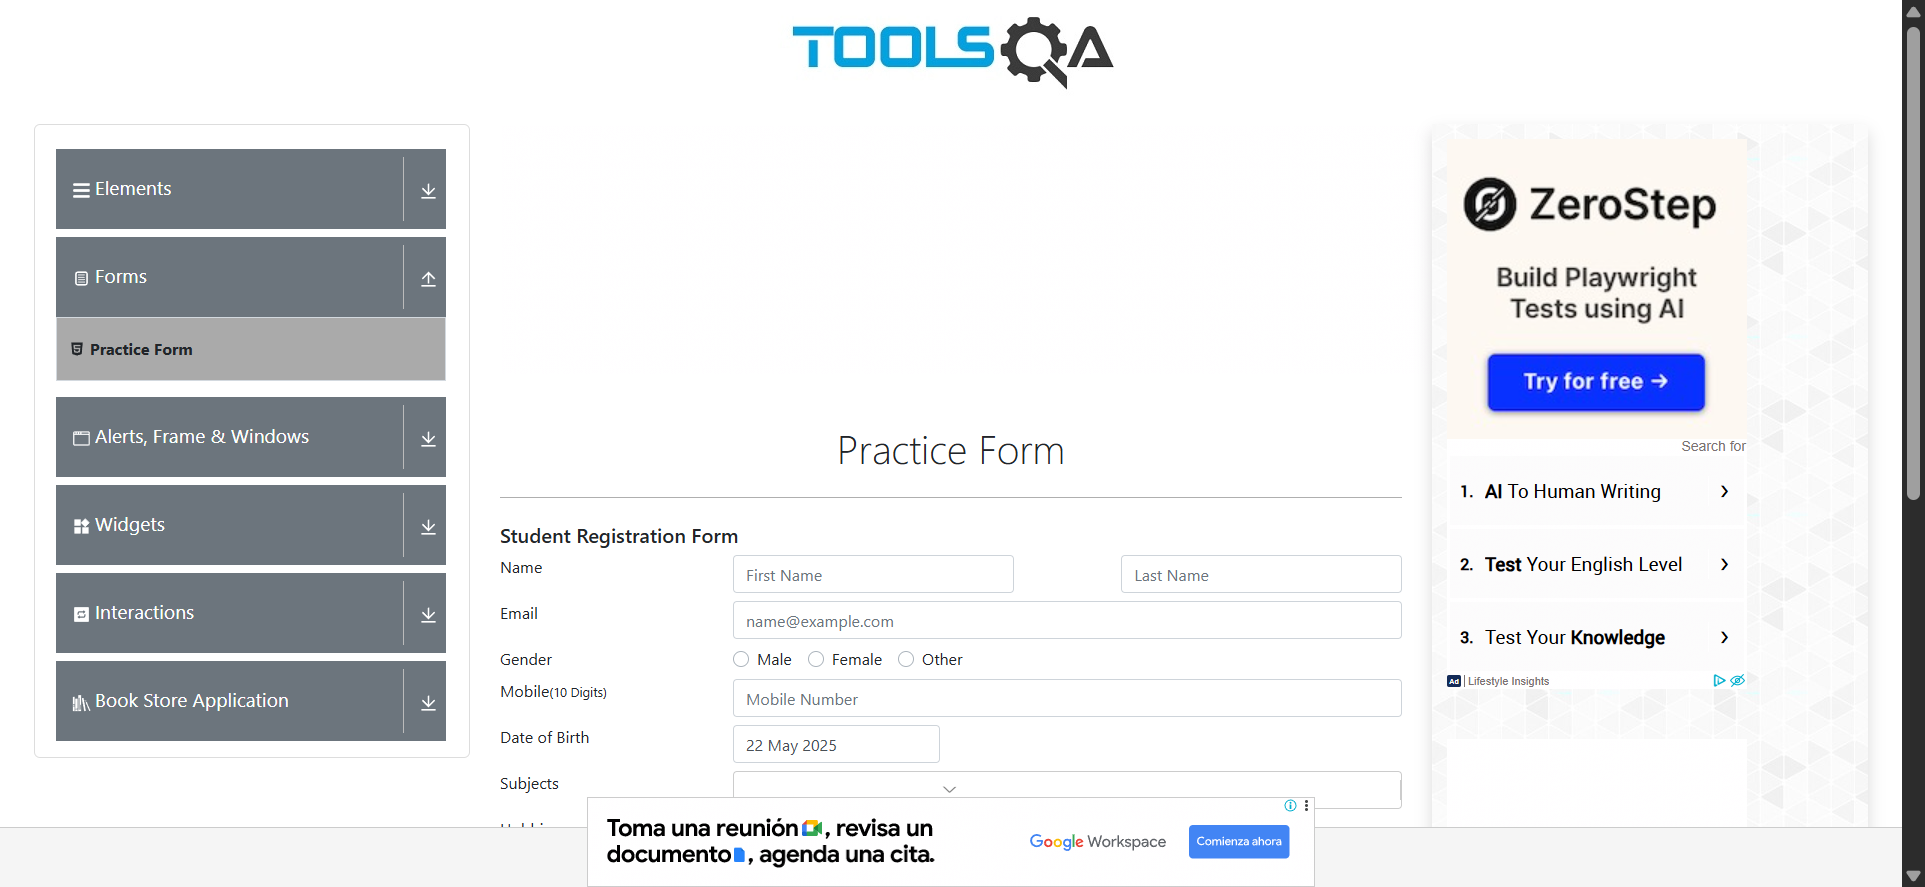 TOOLSQA
Elements
Forms
Practice Form
Alerts, Frame & Windows
Widgets
Interactions
Book Store Application
Practice Form
Student Registration Form
Name
First Name
Last Name
Email
name@example.com
Gender
Male
Female
Other
Mobile(10 Digits)
Mobile Number
Date of Birth
22 May 2025
Subjects
ZeroStep
Build Playwright
Tests using AI
Try for free →
Search for
1. AI To Human Writing
2. Test Your English Level
3. Test Your Knowledge
Ad | Lifestyle Insights
Toma una reunión, revisa un
documento, agenda una cita.
Google Workspace
Comienza ahora